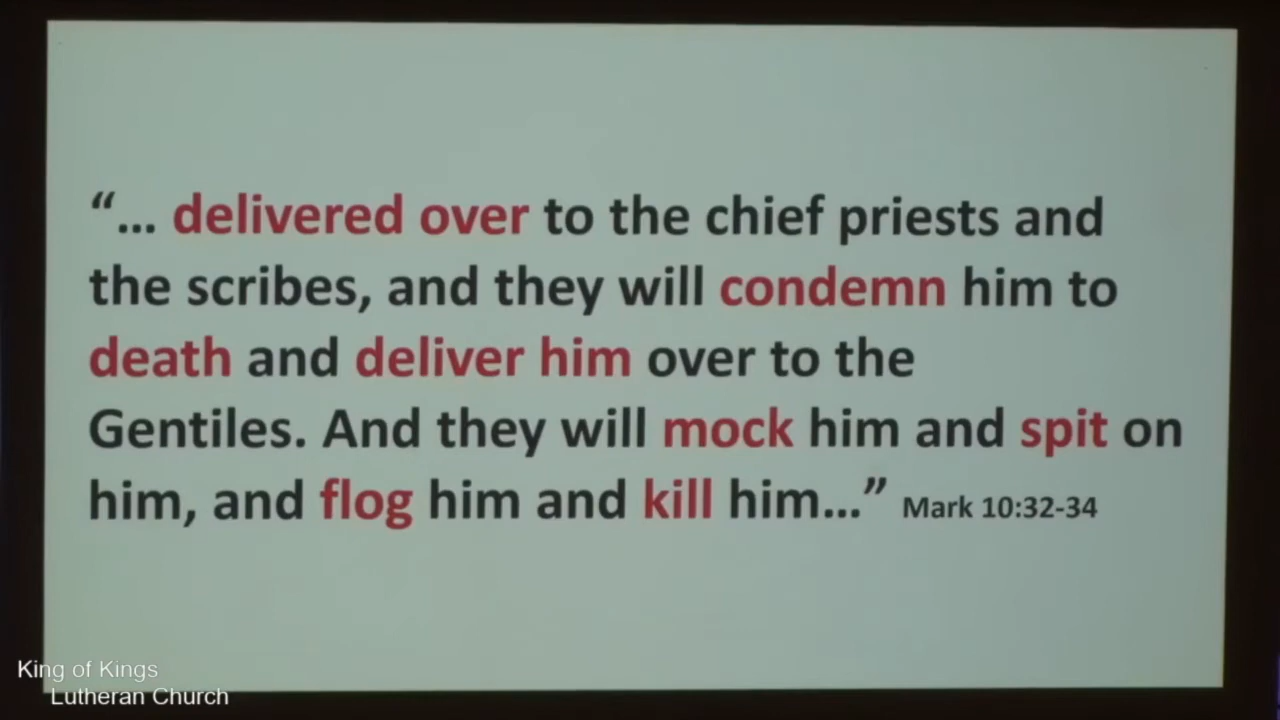 “... delivered over to the chief priests and
the scribes, and they will condemn him to
death and deliver him over to the
Gentiles. And they will mock him and spit on
him, and flog him and kill him...” Mark 10:32-34
King of Kings
Lutheran Church